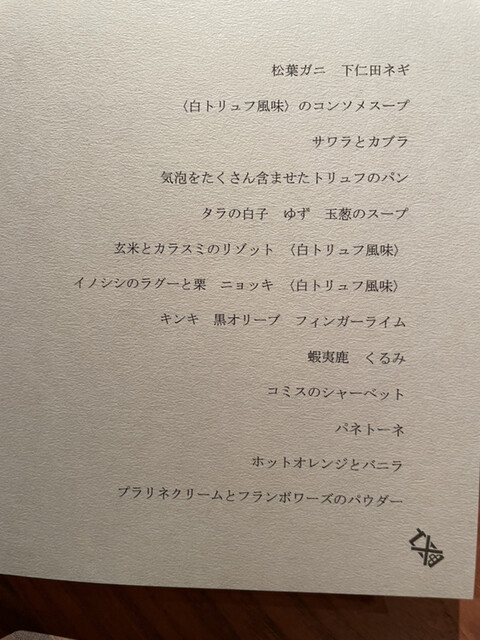 松葉ガニ　下仁田ネギ
〈白トリュフ風味〉のコンソメスープ
サワラとカブラ
気泡をたくさん含ませたトリュフのパン
タラの白子　ゆず　玉葱のスープ
玄米とカラスミのリゾット　〈白トリュフ風味〉
イノシシのラグーと栗　ニョッキ　〈白トリュフ風味〉
キンキ　黒オリーブ　フィンガーライム
蝦夷鹿　くるみ
コミスのシャーベット
パネトーネ
ホットオレンジとバニラ
プラリネクリームとフランボワーズのパウダー